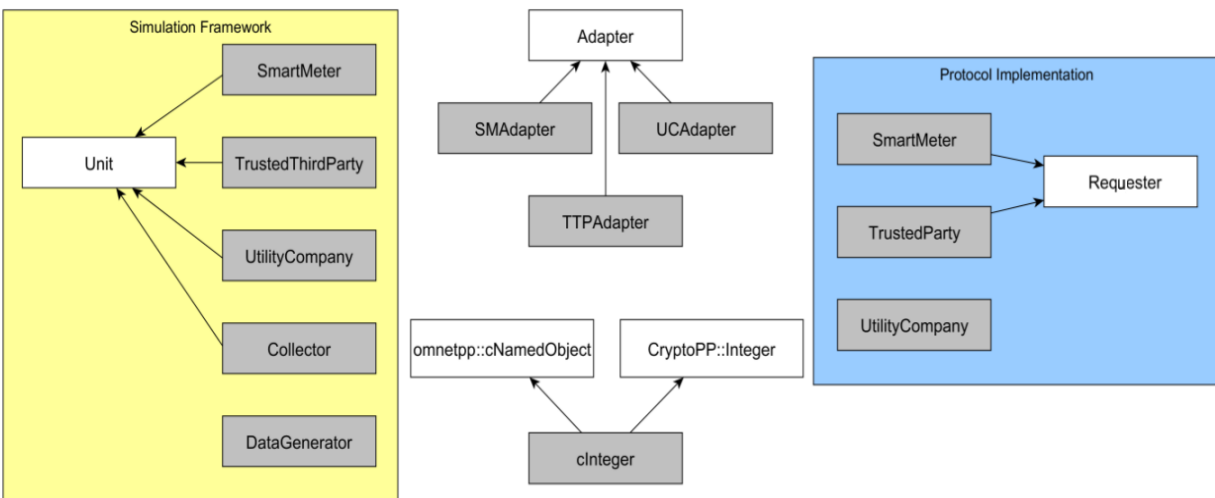 Simulation Framework
SmartMeter
Unit
TrustedThirdParty
UtilityCompany
Collector
DataGenerator
Adapter
SMAdapter
UCAdapter
TTPAdapter
omnetpp::cNamedObject
CryptoPP::Integer
cInteger
Protocol Implementation
SmartMeter
Requester
TrustedParty
UtilityCompany